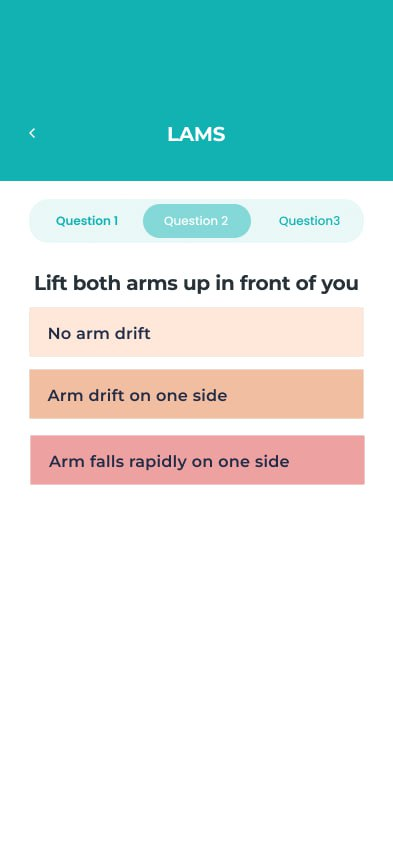 LAMS
Question 1 Question 2 Question3
Lift both arms up in front of you
No arm drift
Arm drift on one side
Arm falls rapidly on one side